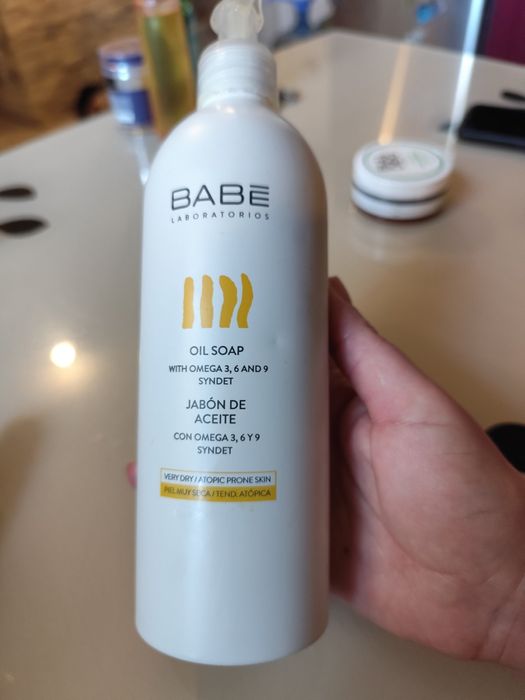 BABĒ
LABORATORIOS
OIL SOAP
WITH OMEGA 3, 6 AND 9
SYNDET
JABÓN DE
ACEITE
CON OMEGA 3, 6 Y 9
SYNDET
VERY DRY / ATOPIC PRONE SKIN
PIEL MUY SECA / TEND. ATÓPICA